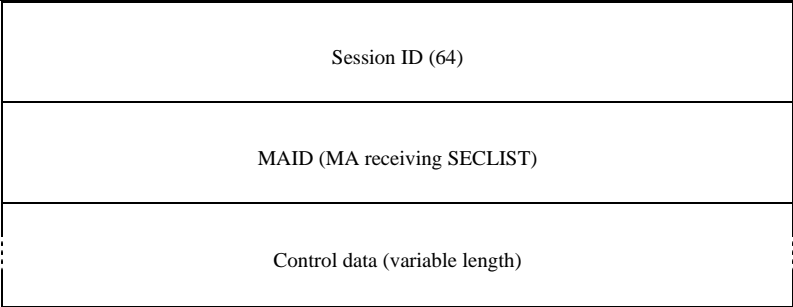 Session ID (64)
MAID (MA receiving SECLIST)
Control data (variable length)